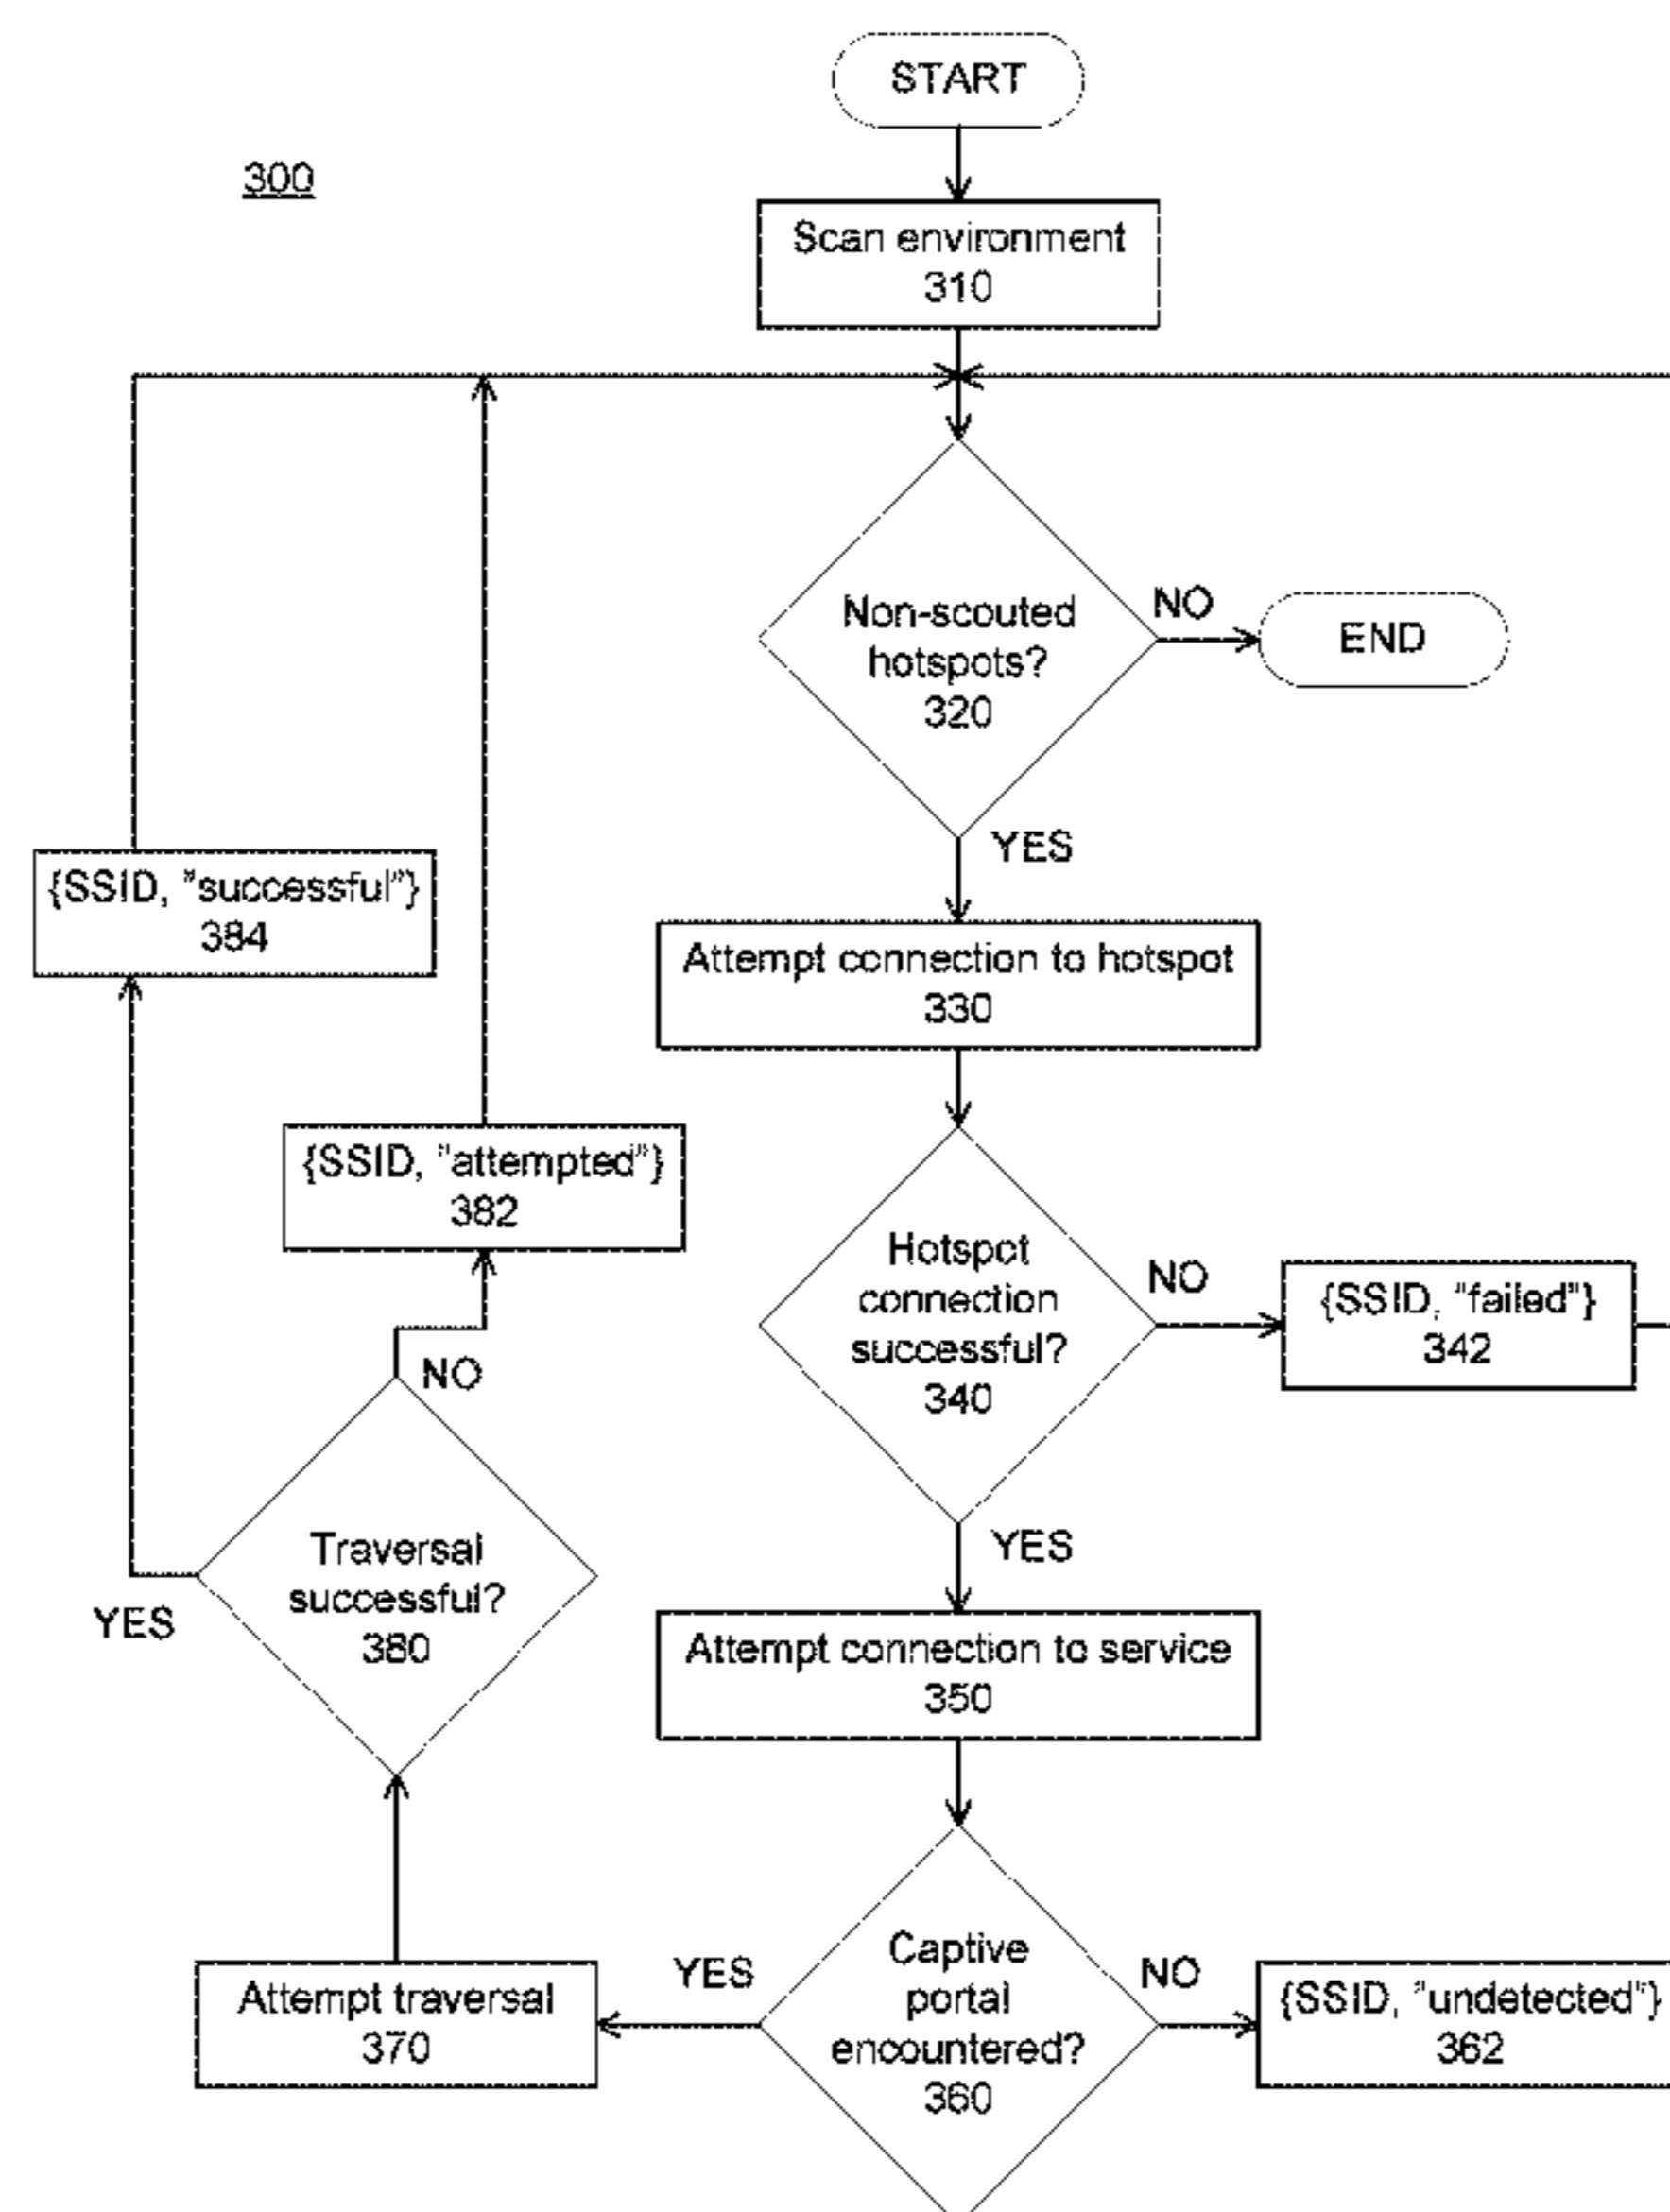 START
300
Scan environment
310
Non-scouted
hotspots?
320
NO
END
YES
{SSID, "successful"}
384
Attempt connection to hotspot
330
{SSID, "attempted"}
382
Hotspot
connection
successful?
340
NO
{SSID, "failed"}
342
NO
YES
Traversal
successful?
380
YES
Attempt connection to service
350
Captive
portal
encountered?
360
YES
NO
Attempt traversal
370
{SSID, "undetected"}
362